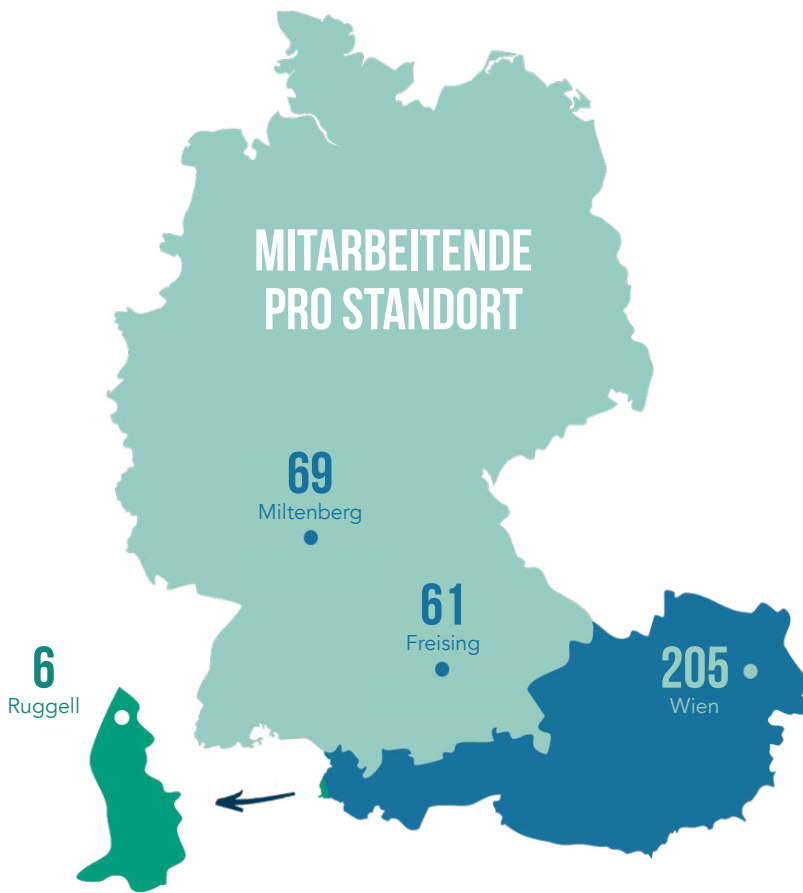 MITARBEITENDE
PRO STANDORT
69
Miltenberg
61
Freising
6
Ruggell
205
Wien